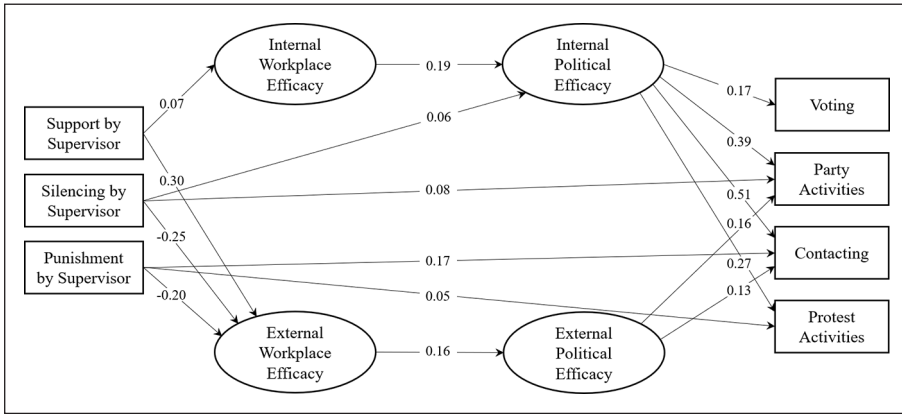 Internal
Workplace
Efficacy
Internal
Political
Efficacy
0.19
0.17
Voting
0.07
Support by
Supervisor
0.06
0.39
Party
Activities
0.30
Silencing by
Supervisor
0.08
0.51
0.16
-0.25
Punishment
by Supervisor
0.17
Contacting
0.27
-0.20
0.05
0.13
Protest
Activities
External
Workplace
Efficacy
0.16
External
Political
Efficacy